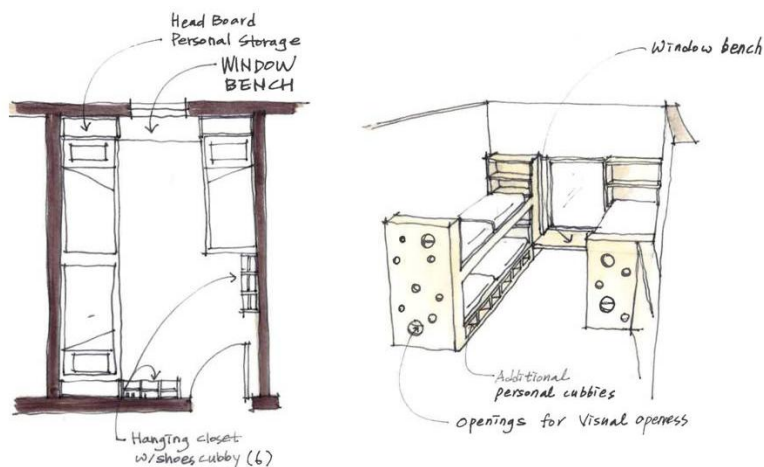 Head Board
Personal Storage
WINDOW
BENCH
Hanging closet
w/shoes cubby (6)
Window bench
Additional
personal cubbies
Openings for Visual openess